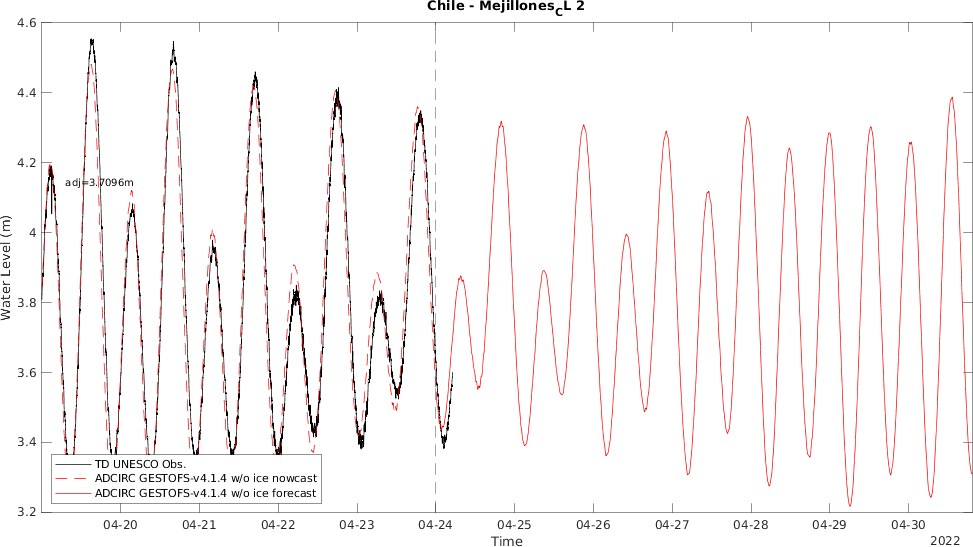 Chile - Mejillones_CL 2
4.6
4.4
4.2
4
3.8
3.6
3.4
3.2
Water Level (m)
adj=3.7096m
TD UNESCO Obs.
ADCIRC GESTOFS-v4.1.4 w/o ice nowcast
ADCIRC GESTOFS-v4.1.4 w/o ice forecast
04-20 04-21 04-22 04-23 04-24 04-25 04-26 04-27 04-28 04-29 04-30
Time
2022